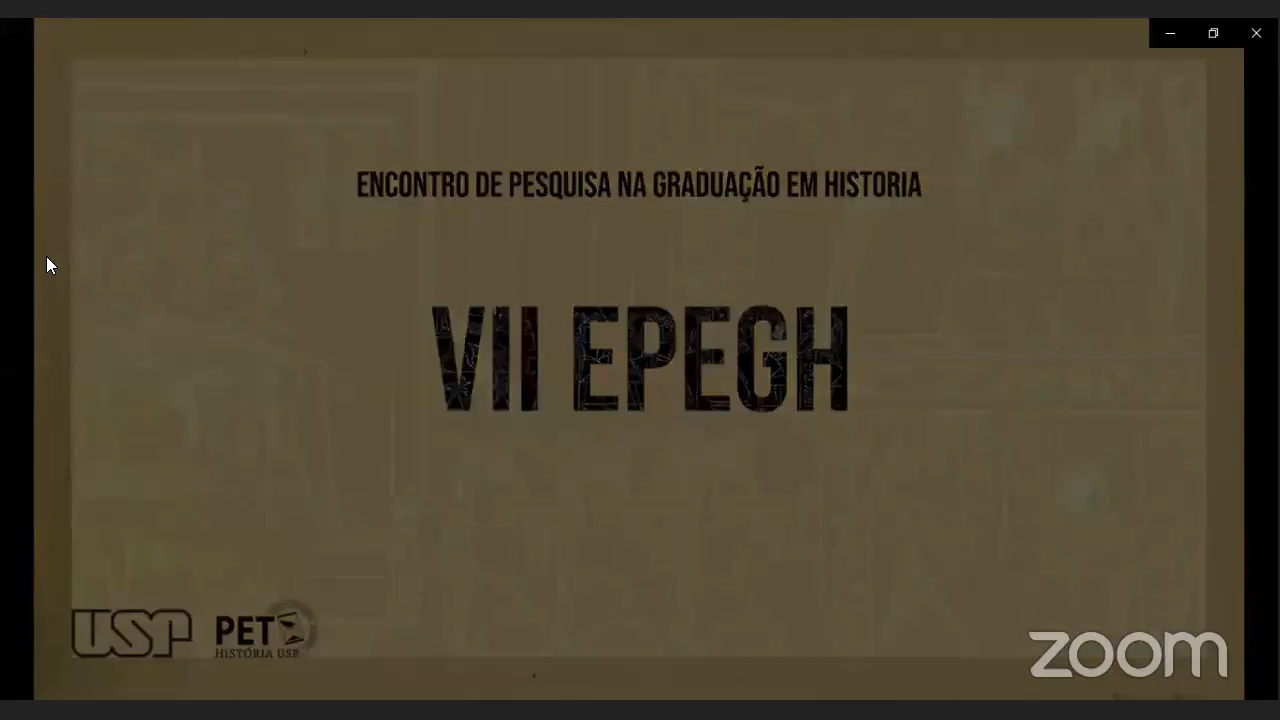 ENCONTRO DE PESQUISA NA GRADUAÇÃO EM HISTORIA
VII EPEGH
USP
PET
HISTÓRIA USP
zoom